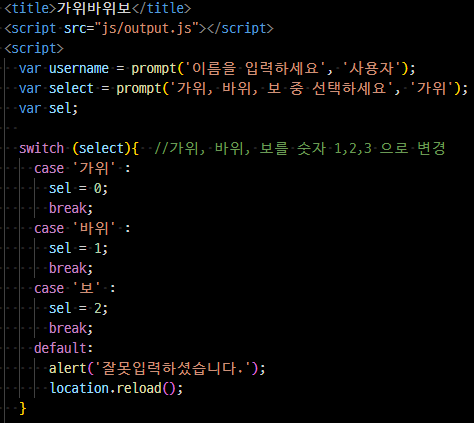 <title>가위바위보</title>
<script src="js/output.js"></script>
<script>
var username = prompt('이름을 입력하세요', '사용자');
var select = prompt('가위, 바위, 보 중 선택하세요', '가위');
var sel;
switch (select){ //가위, 바위, 보를 숫자 1,2,3 으로 변경
case '가위' :
sel = 0;
break;
case '바위' :
sel = 1;
break;
case '보' :
sel = 2;
break;
default:
alert('잘못입력하셨습니다.');
location.reload();
}